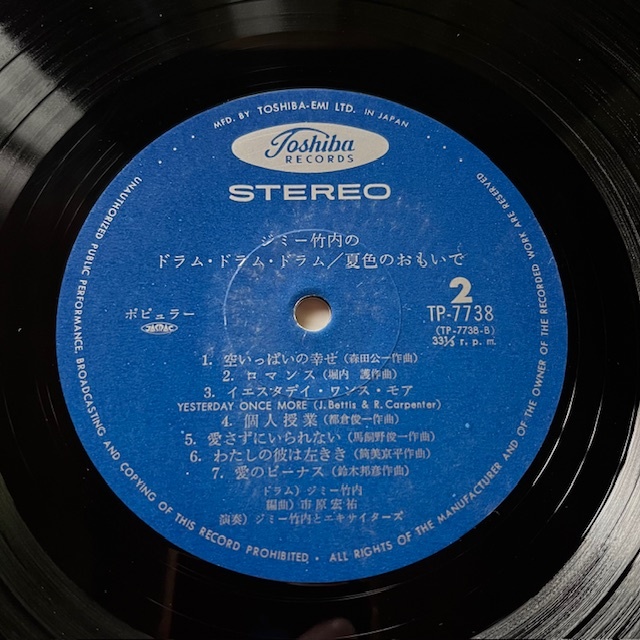 MFD. BY TOSHIBA-EMI LTD. IN JAPAN
Toshiba
RECORDS
STEREO
ジミー竹内の
ドラム・ドラム・ドラム/夏色のおもいで
2
ポピュラー
JASRAC
TP-7738
(TP-7738-B)
33⅓ r. p. m.
1. 空いっぱいの幸せ (森田公一作曲)
2. ロマンス (堀内 護作曲)
3. イエスタデイ・ワンス・モア
YESTERDAY ONCE MORE (J. Bettis & R. Carpenter)
4. 個人授業 (都倉俊一作曲)
5. 愛さずにいられない (馬飼野俊一作曲)
6. わたしの彼は左きき (筒美京平作曲)
7. 愛のビーナス (鈴木邦彦作曲)
ドラム) ジミー竹内
編曲) 市原宏祐
演奏) ジミー竹内とエキサイターズ
UNAUTHORIZED PUBLIC PERFORMANCE, BROADCASTING AND COPYING OF THIS RECORD PROHIBITED · ALL RIGHTS OF THE MANUFACTURER AND OF THE OWNER OF THE RECORDED WORK ARE RESERVED